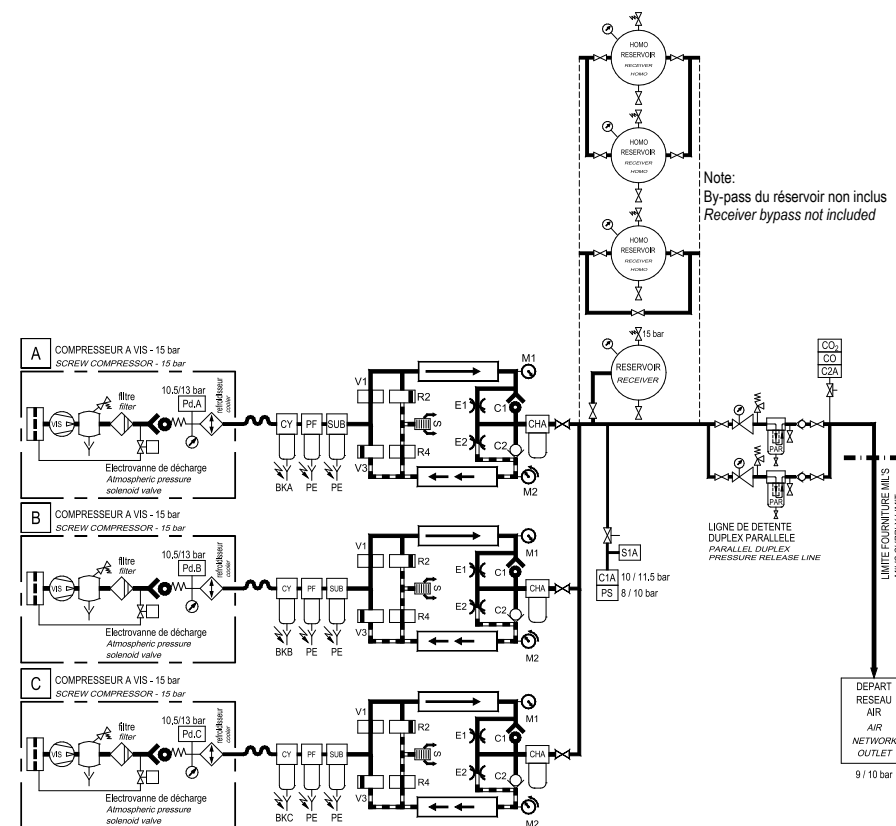 HOMO
RESERVOIR
RECEIVER
HOMO
HOMO
RESERVOIR
RECEIVER
HOMO
Note:
By-pass du réservoir non inclus
Receiver bypass not included
HOMO
RESERVOIR
RECEIVER
HOMO
15 bar
RESERVOIR
RECEIVER
A
COMPRESSEUR A VIS - 15 bar
SCREW COMPRESSOR - 15 bar
filtre
filter
10.5/13 bar
Pd.A
refroidisseur
cooler
VIS
Electrovanne de décharge
Atmospheric pressure
solenoid valve
CY
PF
SUB
BKA
PE
PE
V1
R2
S
V3
R4
E1
C1
E2
C2
M1
M2
CHA
CO2
CO
C2A
PAR
PAR
LIGNE DE DETENTE
DUPLEX PARALLELE
PARALLEL DUPLEX
PRESSURE RELEASE LINE
LIMITE FOURNITURE MIL'S
S1A
C1A
10 / 11.5 bar
PS
8 / 10 bar
B
COMPRESSEUR A VIS - 15 bar
SCREW COMPRESSOR - 15 bar
filtre
filter
10,5/13 bar
Pd.B
refroidisseur
cooler
VIS
Electrovanne de décharge
Atmospheric pressure
solenoid valve
CY
PF
SUB
BKB
PE
PE
V1
R2
S
V3
R4
E1
C1
E2
C2
M1
M2
CHA
C
COMPRESSEUR A VIS - 15 bar
SCREW COMPRESSOR - 15 bar
filtre
filter
10,5/13 bar
Pd.C
refroidisseur
cooler
VIS
Electrovanne de décharge
Atmospheric pressure
solenoid valve
CY
PF
SUB
BKC
PE
PE
V1
R2
S
V3
R4
E1
C1
E2
C2
M1
M2
CHA
DEPART
RESEAU
AIR
AIR
NETWORK
OUTLET
9 / 10 bar